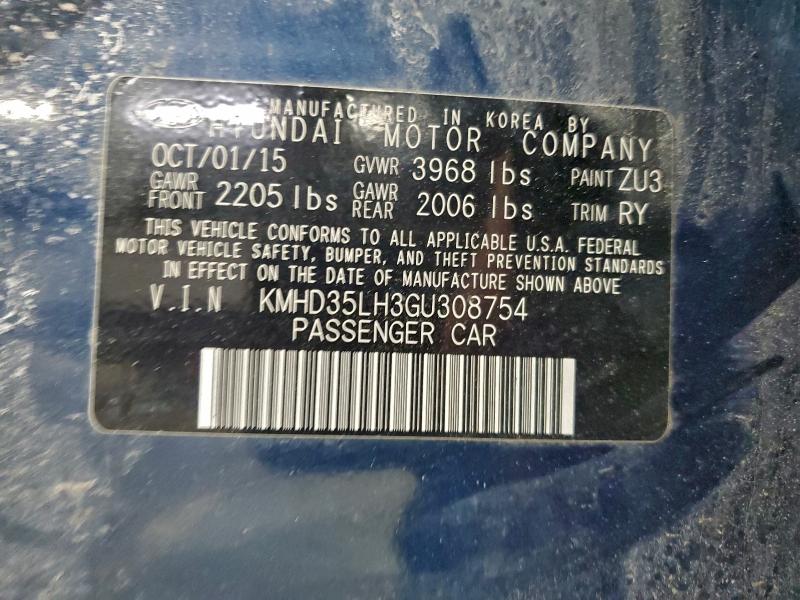 MANUFACTURED IN KOREA BY
HYUNDAI MOTOR COMPANY
OCT/01/15 GVWR 3968 lbs PAINT ZU3
GAWR FRONT 2205 lbs GAWR REAR 2006 lbs TRIM RY
THIS VEHICLE CONFORMS TO ALL APPLICABLE U.S.A. FEDERAL
MOTOR VEHICLE SAFETY, BUMPER, AND THEFT PREVENTION STANDARDS
IN EFFECT ON THE DATE OF MANUFACTURE SHOWN ABOVE
V.I.N KMHD35LH3GU308754
PASSENGER CAR